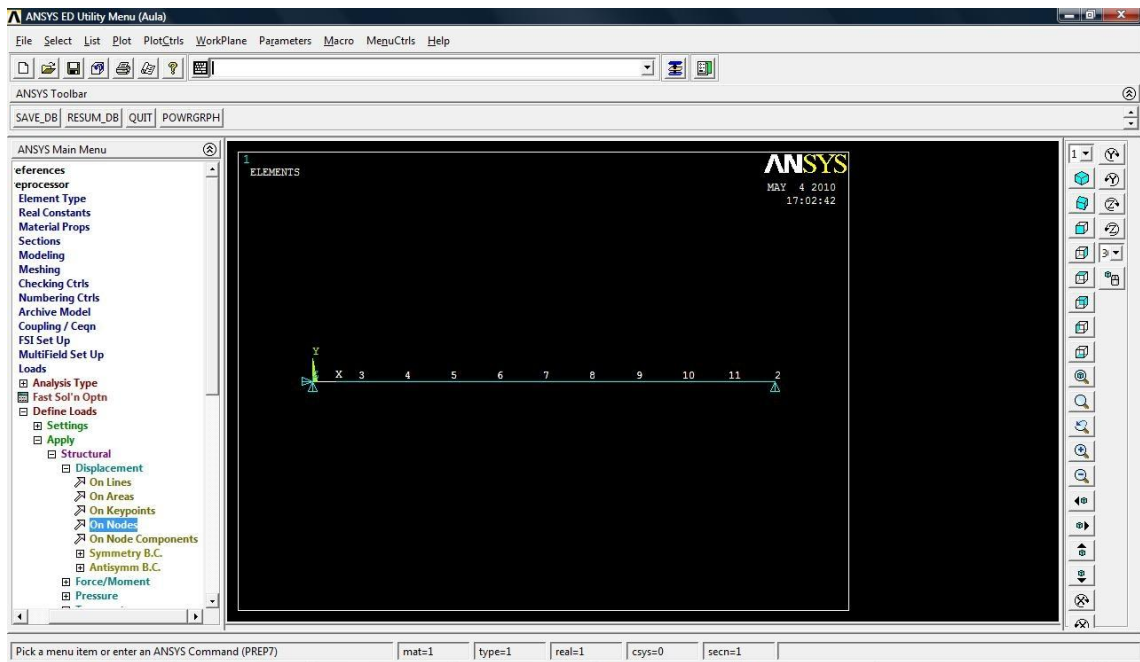 ANSYS ED Utility Menu (Aula)
File Select List Plot PlotCtrls WorkPlane Parameters Macro MenuCtrls Help
ANSYS Toolbar
SAVE_DB RESUM_DB QUIT POWRGRPH
ANSYS Main Menu
eferences
eprocessor
Element Type
Real Constants
Material Props
Sections
Modeling
Meshing
Checking Ctrls
Numbering Ctrls
Archive Model
Coupling / Ceqn
FSI Set Up
MultiField Set Up
Loads
Analysis Type
Fast Sol'n Optn
Define Loads
Settings
Apply
Structural
Displacement
On Lines
On Areas
On Keypoints
On Nodes
On Node Components
Symmetry B.C.
Antisymm B.C.
Force/Moment
Pressure
1
ELEMENTS
ANSYS
MAY 4 2010
17:02:42
Y
X 3 4 5 6 7 8 9 10 11 2
1
3
Pick a menu item or enter an ANSYS Command (PREP7) mat=1 type=1 real=1 csys=0 secn=1